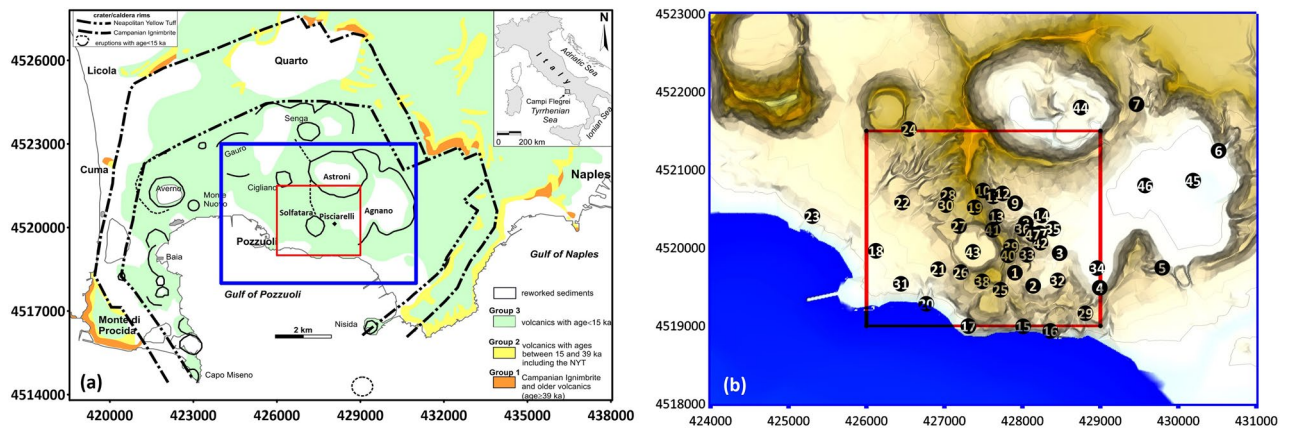 crater/caldera rims
Neapolitan Yellow Tuff
Campanian Ignimbrite
eruptions with age<15 ka
N
Italy
Adriatic Sea
Campi Flegrei
Tyrrhenian
Sea
Ionian Sea
0 200 km
4526000
4523000
4520000
4517000
4514000
Licola
Quarto
Senga
Gauro
Cuma
Averno
Monte
Nuovo
Cigliano
Astroni
Solfatara
Pisciarelli
Agnano
Naples
Pozzuoli
Baia
Gulf of Naples
Gulf of Pozzuoli
Monte di
Procida
2 km
Nisida
Capo Miseno
reworked sediments
Group 3
volcanics with age<15 ka
Group 2
volcanics with ages
between 15 and 39 ka
including the NYT
Group 1
Campanian Ignimbrite
and older volcanics
(age≥39 ka)
(a)
420000 423000 426000 429000 432000 435000 438000
4523000
4522000
4521000
4520000
4519000
4518000
44
7
24
6
46
45
28
10
12
30
19
9
22
23
13
14
27
41
35
42
18
43
40
33
3
21
26
1
34
5
31
38
25
2
32
4
20
29
17
15
16
(b)
424000 425000 426000 427000 428000 429000 430000 431000